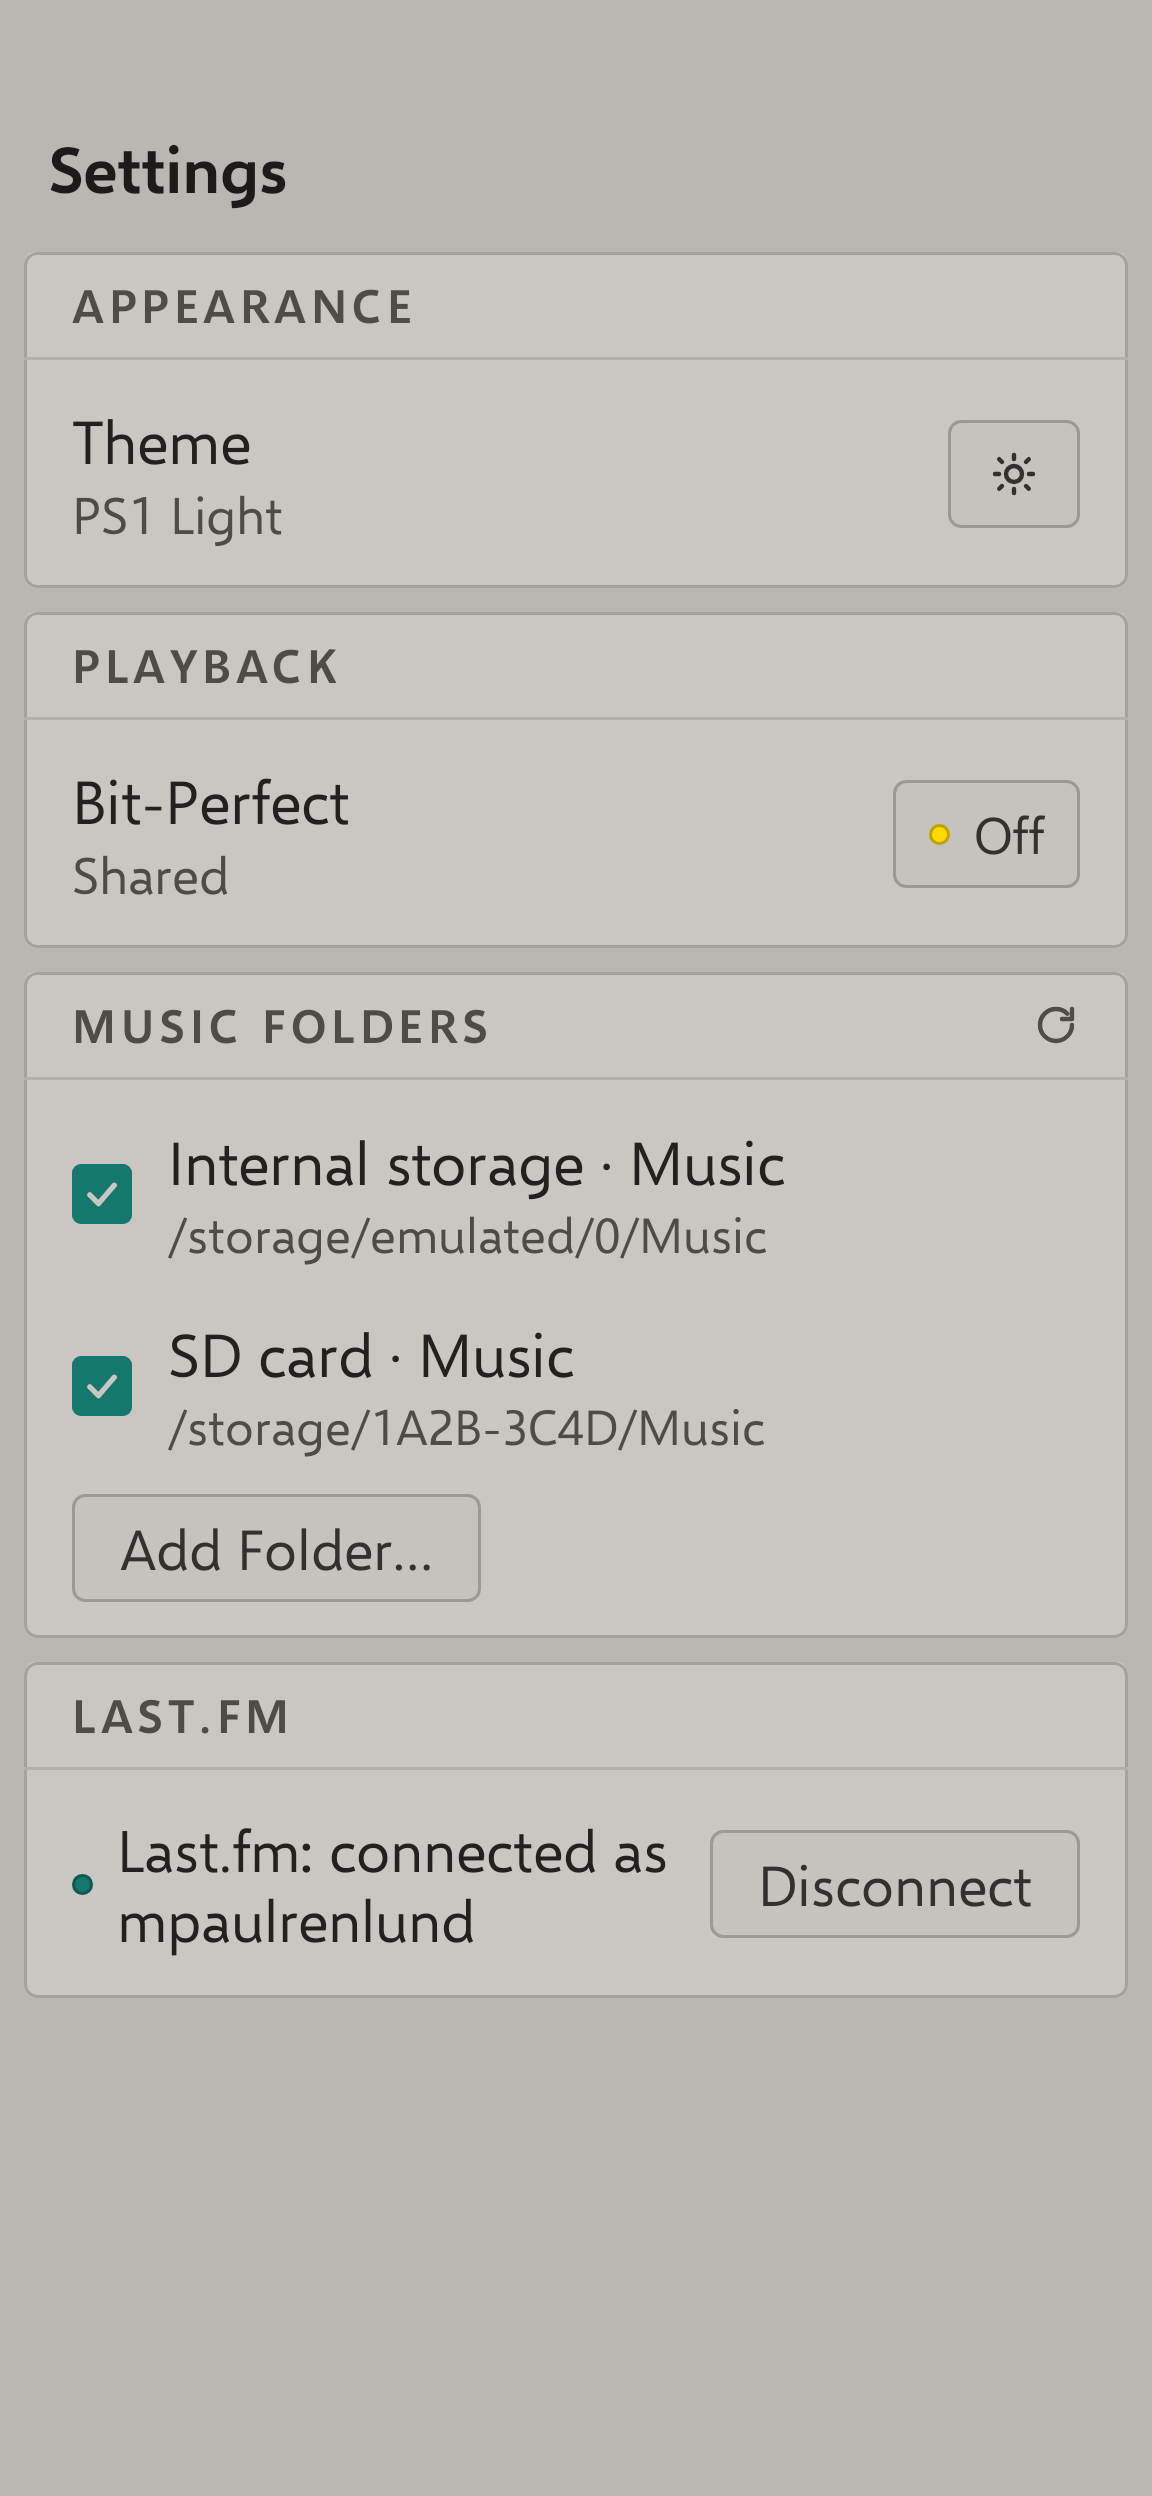 Settings
APPEARANCE
Theme
PS1 Light
PLAYBACK
Bit-Perfect
Shared
Off
MUSIC FOLDERS
Internal storage · Music
/storage/emulated/0/Music
SD card · Music
/storage/1A2B-3C4D/Music
Add Folder...
LAST.FM
Last.fm: connected as
mpaulrenlund
Disconnect